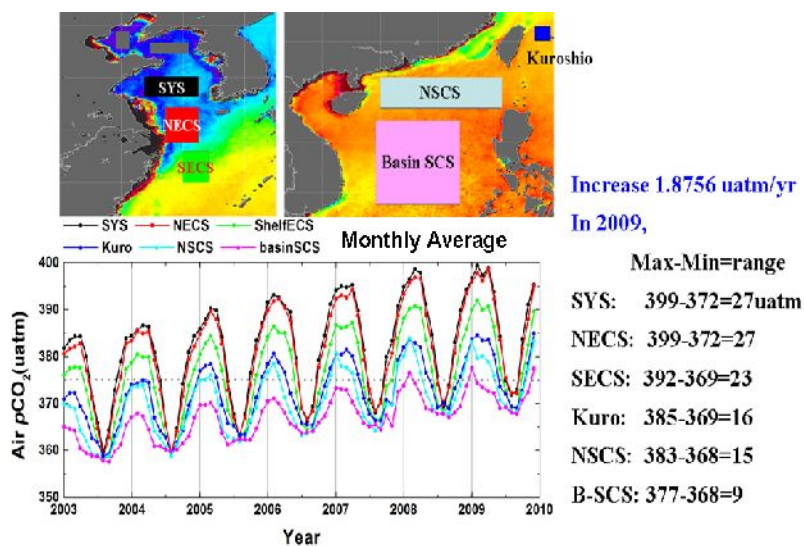 SYS
NECS
SECS
NSCS
Basin SCS
Kuroshio
Increase 1.8756 uatm/yr
In 2009,
Max-Min=range
SYS: 399-372=27uatm
NECS: 399-372=27
SECS: 392-369=23
Kuro: 385-369=16
NSCS: 383-368=15
B-SCS: 377-368=9
SYS NECS ShelfECS
Kuro NSCS basinSCS
Monthly Average
Air pCO₂(uatm)
400
390
380
370
360
350
2003 2004 2005 2006 2007 2008 2009 2010
Year